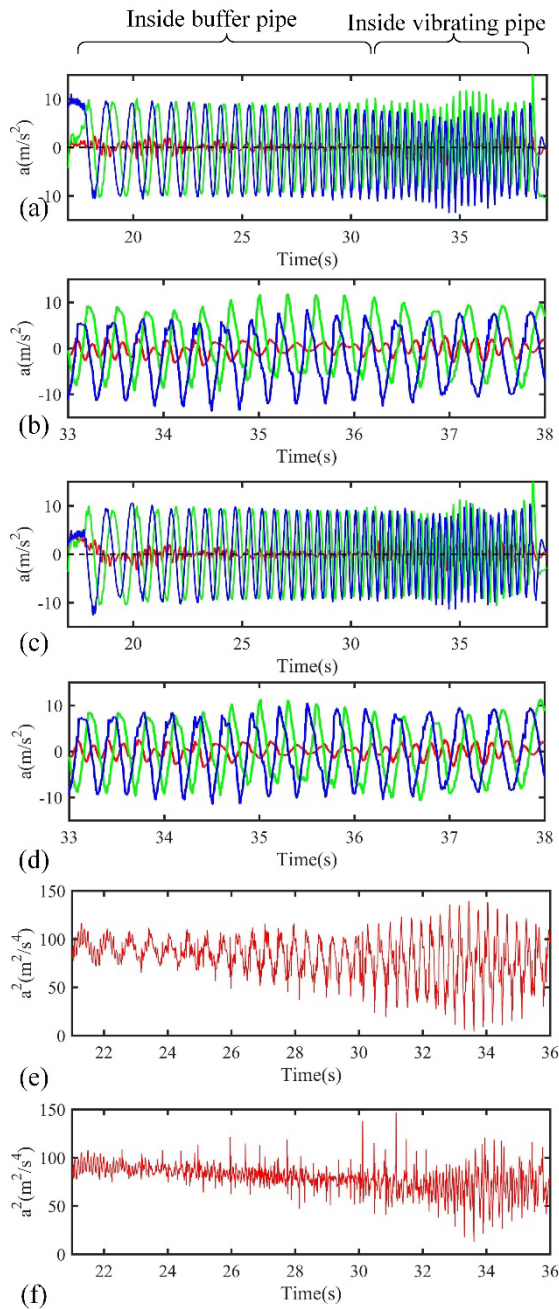 Inside buffer pipe Inside vibrating pipe
10
0
10
a(m/s²)
20 25 30 35
Time(s)
(a)
10
0
-10
a(m/s²)
33 34 35 36 37 38
Time(s)
(b)
10
0
-10
a(m/s²)
20 25 30 35
Time(s)
(c)
10
0
-10
a(m/s²)
33 34 35 36 37 38
Time(s)
(d)
150
100
50
0
a²(m²/s⁴)
22 24 26 28 30 32 34 36
Time(s)
(e)
150
100
50
0
a²(m²/s⁴)
22 24 26 28 30 32 34 36
Time(s)
(f)